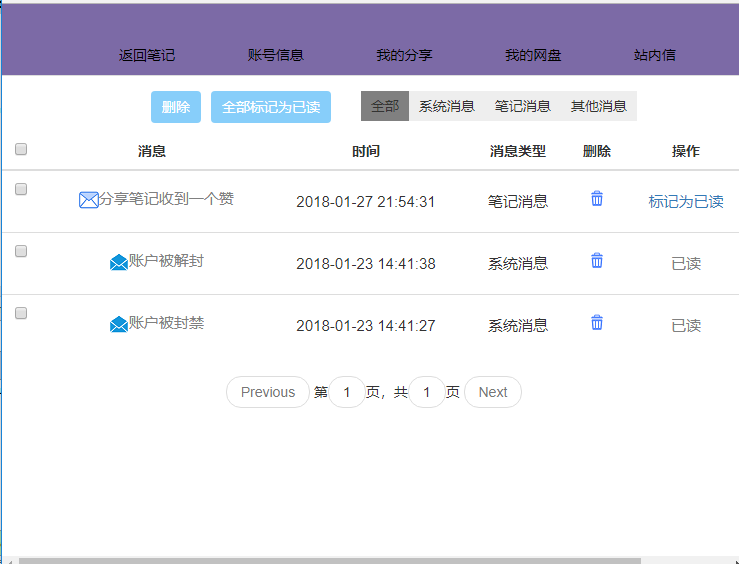 返回笔记 账号信息 我的分享 我的网盘 站内信
删除 全部标记为已读 全部 系统消息 笔记消息 其他消息
消息 时间 消息类型 删除 操作
分享笔记收到一个赞 2018-01-27 21:54:31 笔记消息 标记为已读
账户被解封 2018-01-23 14:41:38 系统消息 已读
账户被封禁 2018-01-23 14:41:27 系统消息 已读
Previous 第 1 页，共 1 页 Next